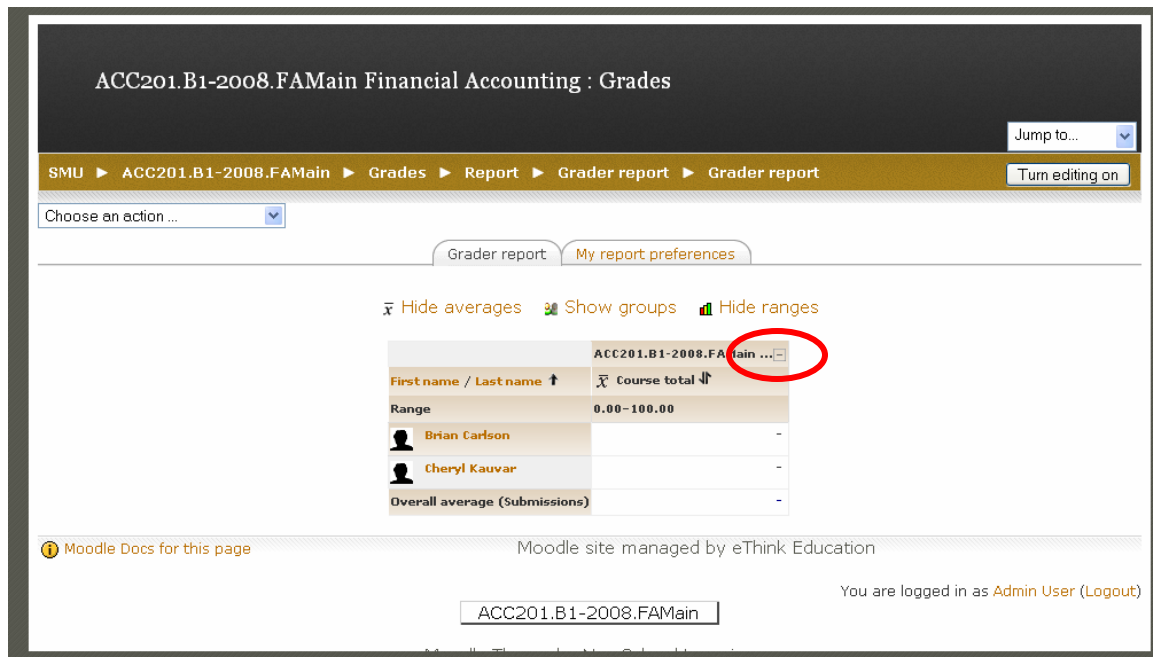 ACC201.B1-2008.FAMain Financial Accounting : Grades
Jump to...
SMU ► ACC201.B1-2008.FAMain ► Grades ► Report ► Grader report ► Grader report
Turn editing on
Choose an action ...
Grader report
My report preferences
x̅ Hide averages Show groups Hide ranges
ACC201.B1-2008.FAMain ...
First name / Last name ↑ x̅ Course total ↓↑
Range 0.00-100.00
Brian Carlson -
Cheryl Kauvar -
Overall average (Submissions) -
Moodle Docs for this page
Moodle site managed by eThink Education
You are logged in as Admin User (Logout)
ACC201.B1-2008.FAMain